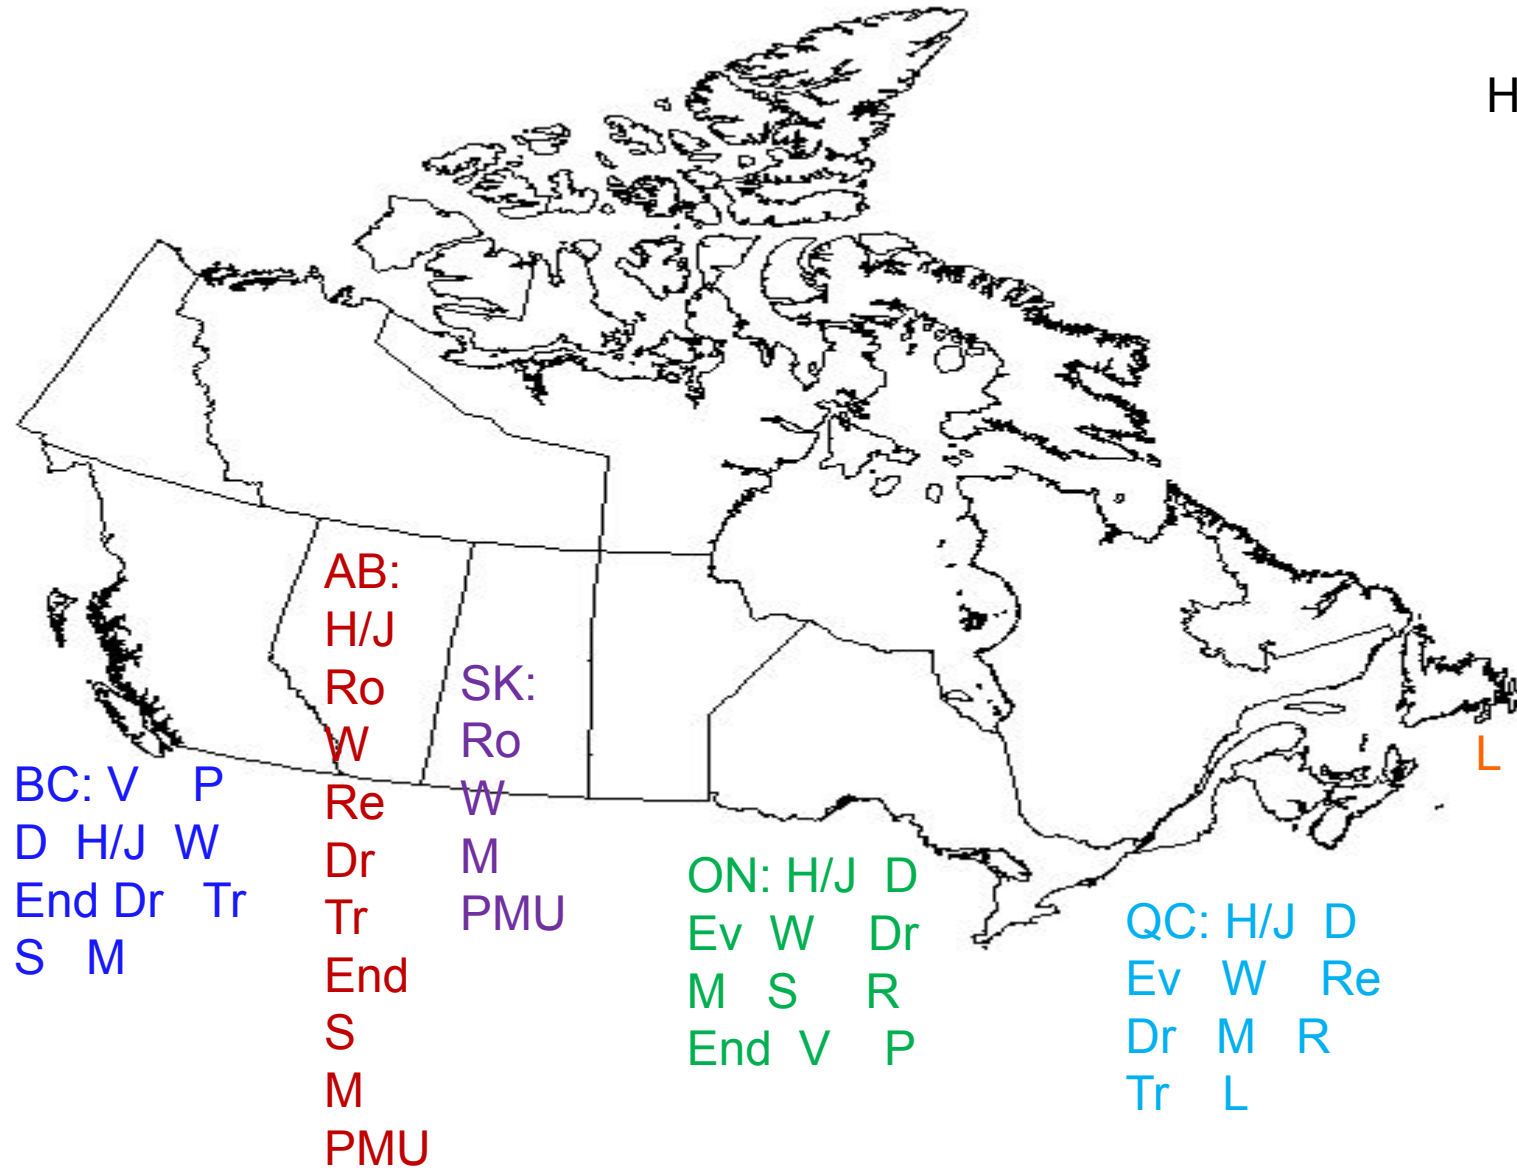 H
AB:
H/J
Ro
W
Re
Dr
Tr
End
S
M
PMU
SK:
Ro
W
M
PMU
L
BC: V P
D H/J W
End Dr Tr
S M
ON: H/J D
Ev W Dr
M S R
End V P
QC: H/J D
Ev W Re
Dr M R
Tr L